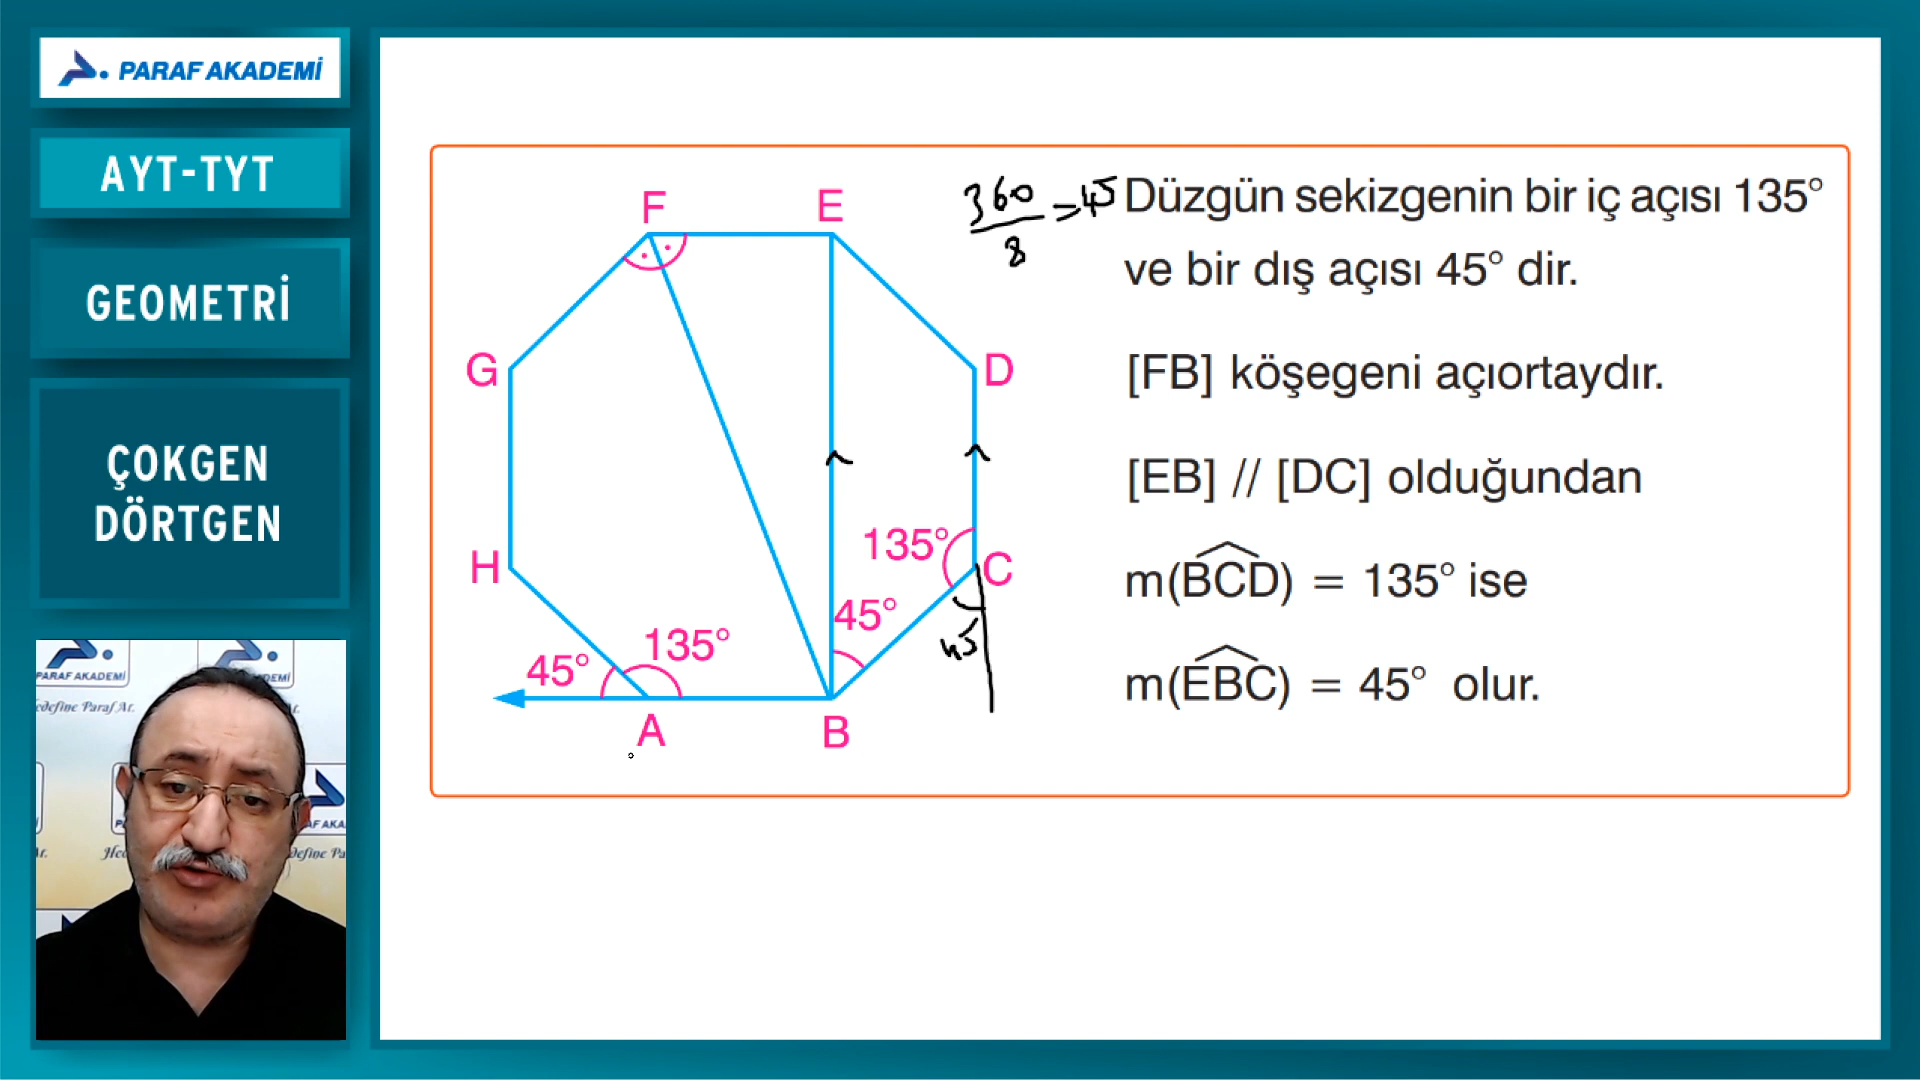 PARAF AKADEMİ
AYT-TYT
GEOMETRİ
ÇOKGEN
DÖRTGEN
F
E
G
D
H
C
A
B
135°
45°
45°
135°
45
360
8
=45
Düzgün sekizgenin bir iç açısı 135°
ve bir dış açısı 45° dir.
[FB] köşegeni açıortaydır.
[EB] // [DC] olduğundan
m(BCD) = 135° ise
m(EBC) = 45° olur.
PARAF AKADEMİ